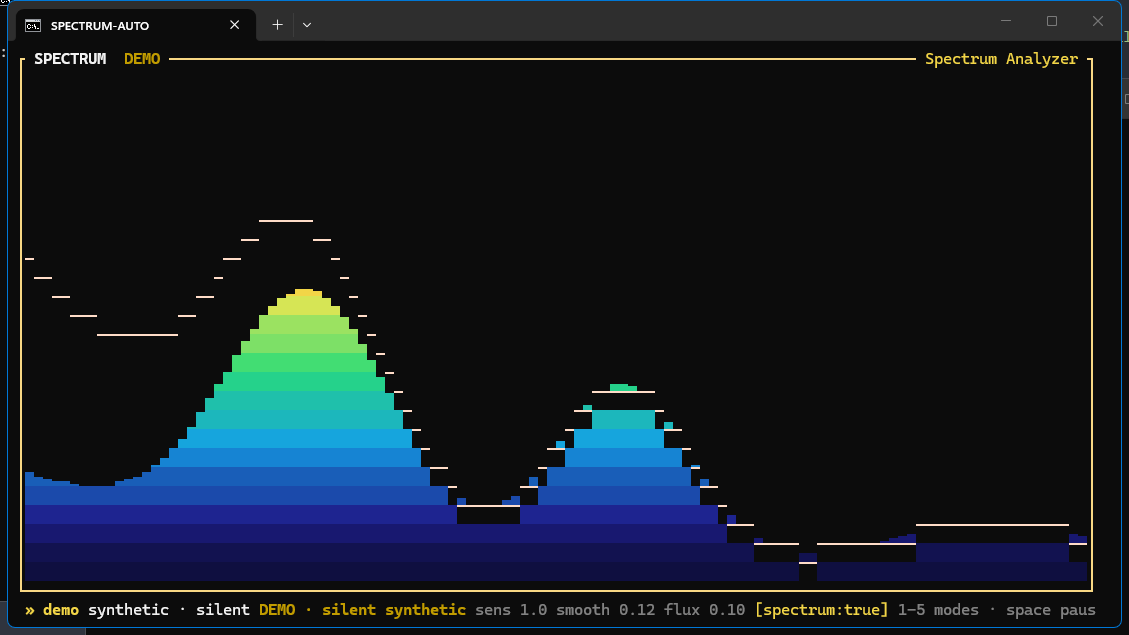 SPECTRUM-AUTO
SPECTRUM DEMO Spectrum Analyzer
» demo synthetic · silent DEMO · silent synthetic sens 1.0 smooth 0.12 flux 0.10 [spectrum:true] 1-5 modes · space paus